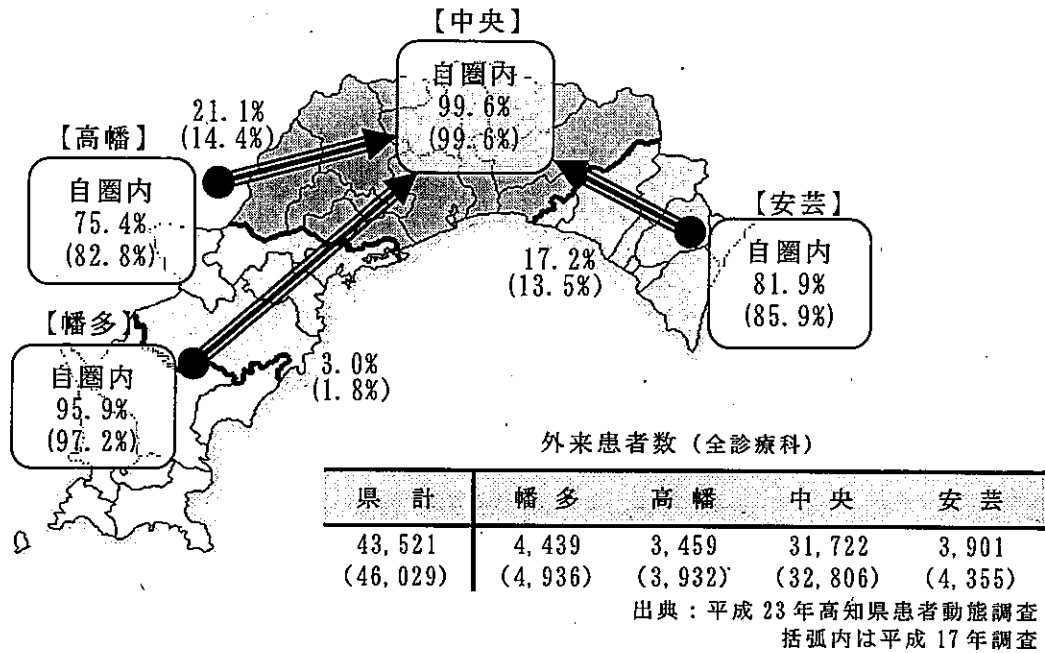 【中央】
自圏内
99.6%
(99.6%)
21.1%
(14.4%)
【高幡】
自圏内
75.4%
(82.8%)
【安芸】
自圏内
81.9%
(85.9%)
17.2%
(13.5%)
【幡多】
自圏内
95.9%
(97.2%)
3.0%
(1.8%)
外来患者数（全診療科）
県計 幡多 高幡 中央 安芸
43,521 4,439 3,459 31,722 3,901
(46,029) (4,936) (3,932) (32,806) (4,355)
出典：平成23年高知県患者動態調査
括弧内は平成17年調査